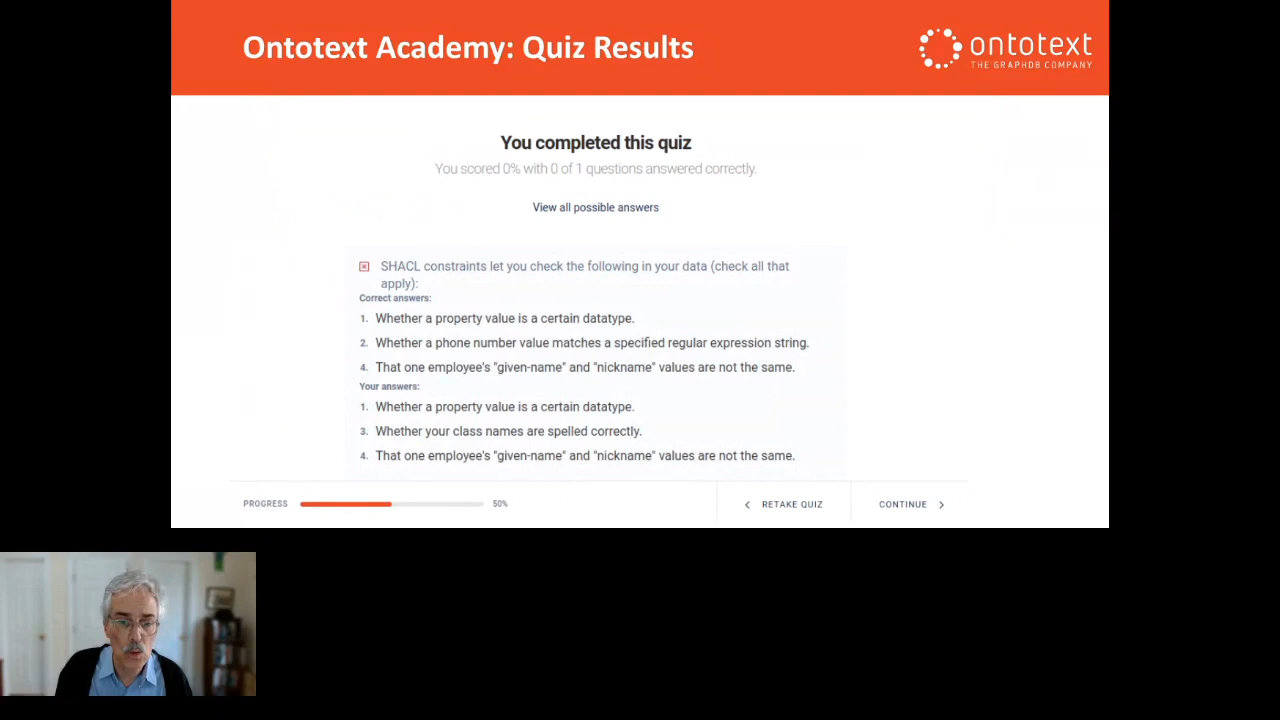 Ontotext Academy: Quiz Results
ontotext
THE GRAPHDB COMPANY
You completed this quiz
You scored 0% with 0 of 1 questions answered correctly.
View all possible answers
SHACL constraints let you check the following in your data (check all that
apply):
Correct answers:
1. Whether a property value is a certain datatype.
2. Whether a phone number value matches a specified regular expression string.
4. That one employee's "given-name" and "nickname" values are not the same.
Your answers:
1. Whether a property value is a certain datatype.
3. Whether your class names are spelled correctly.
4. That one employee's "given-name" and "nickname" values are not the same.
PROGRESS 50% RETAKE QUIZ CONTINUE